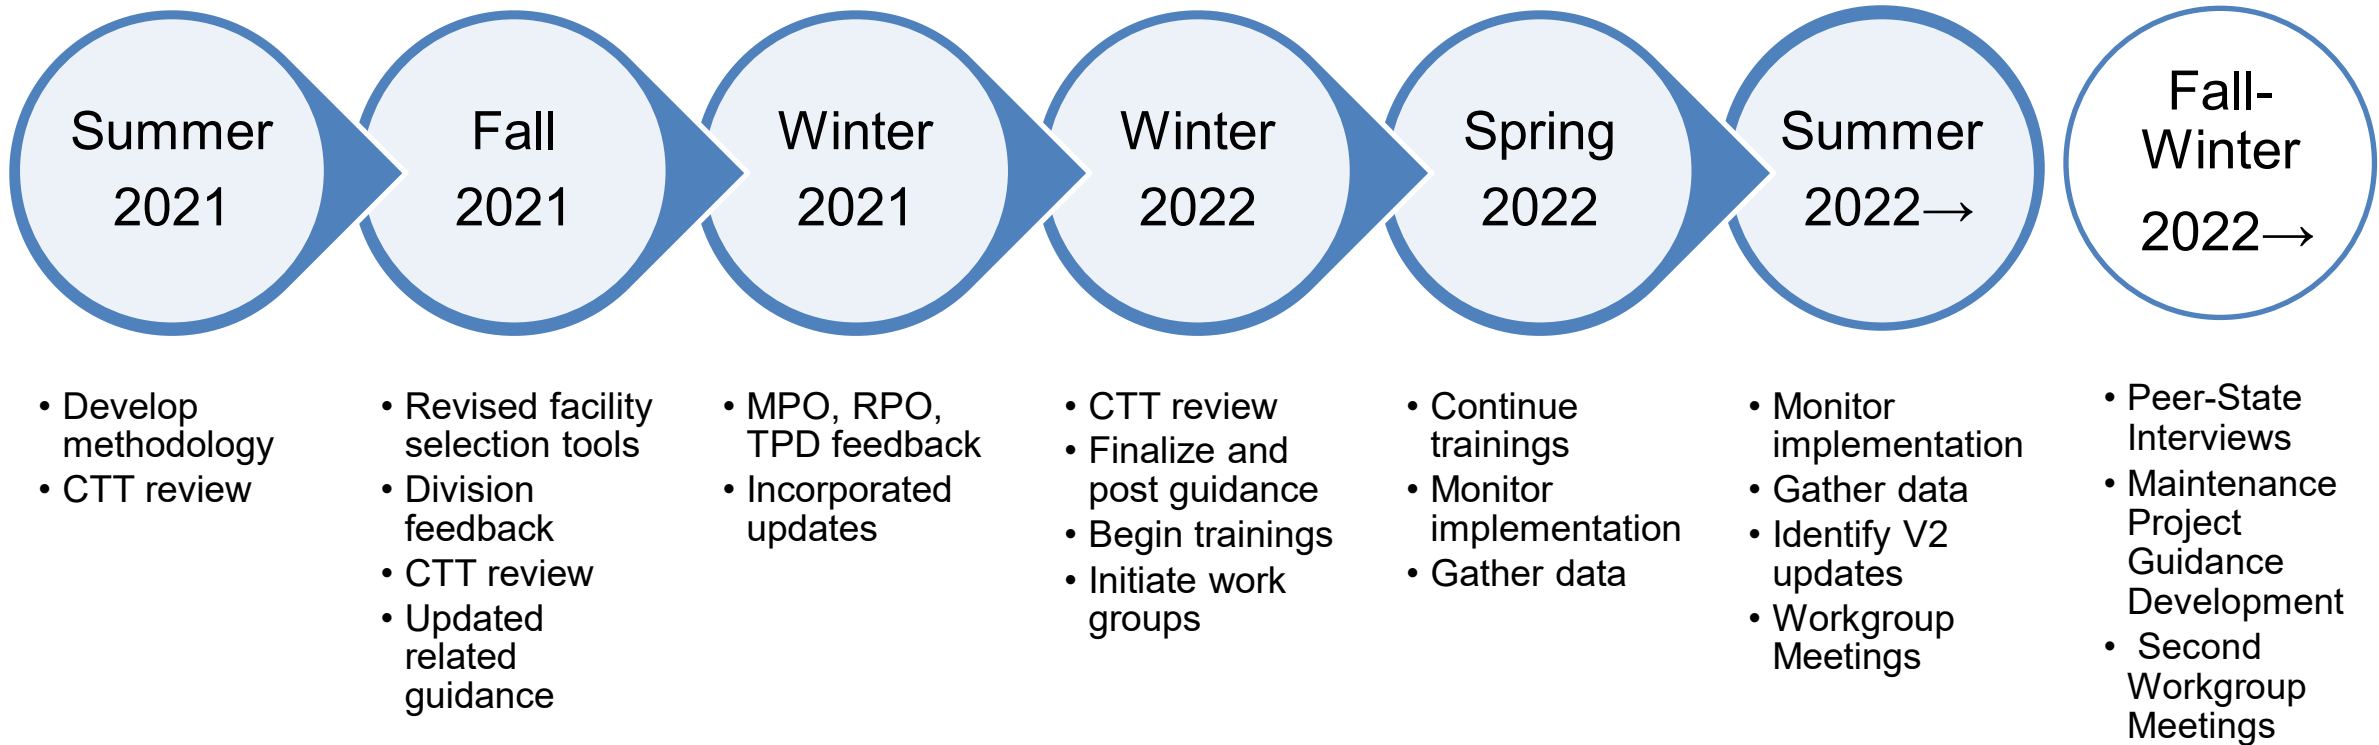 Summer
2021
Fall
2021
Winter
2021
Winter
2022
Spring
2022
Summer
2022→
Fall-
Winter
2022→
• Develop
methodology
• CTT review
• Revised facility
selection tools
• Division
feedback
• CTT review
• Updated
related
guidance
• MPO, RPO,
TPD feedback
• Incorporated
updates
• CTT review
• Finalize and
post guidance
• Begin trainings
• Initiate work
groups
• Continue
trainings
• Monitor
implementation
• Gather data
• Monitor
implementation
• Gather data
• Identify V2
updates
• Workgroup
Meetings
• Peer-State
Interviews
• Maintenance
Project
Guidance
Development
• Second
Workgroup
Meetings